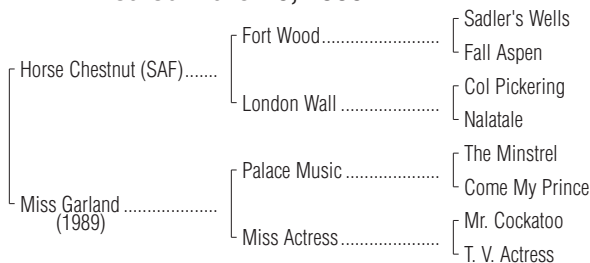 Sadler's Wells
Fort Wood
Fall Aspen
Horse Chestnut (SAF)
Col Pickering
London Wall
Nalatale
The Minstrel
Palace Music
Come My Prince
Miss Garland
(1989)
Mr. Cockatoo
Miss Actress
T. V. Actress